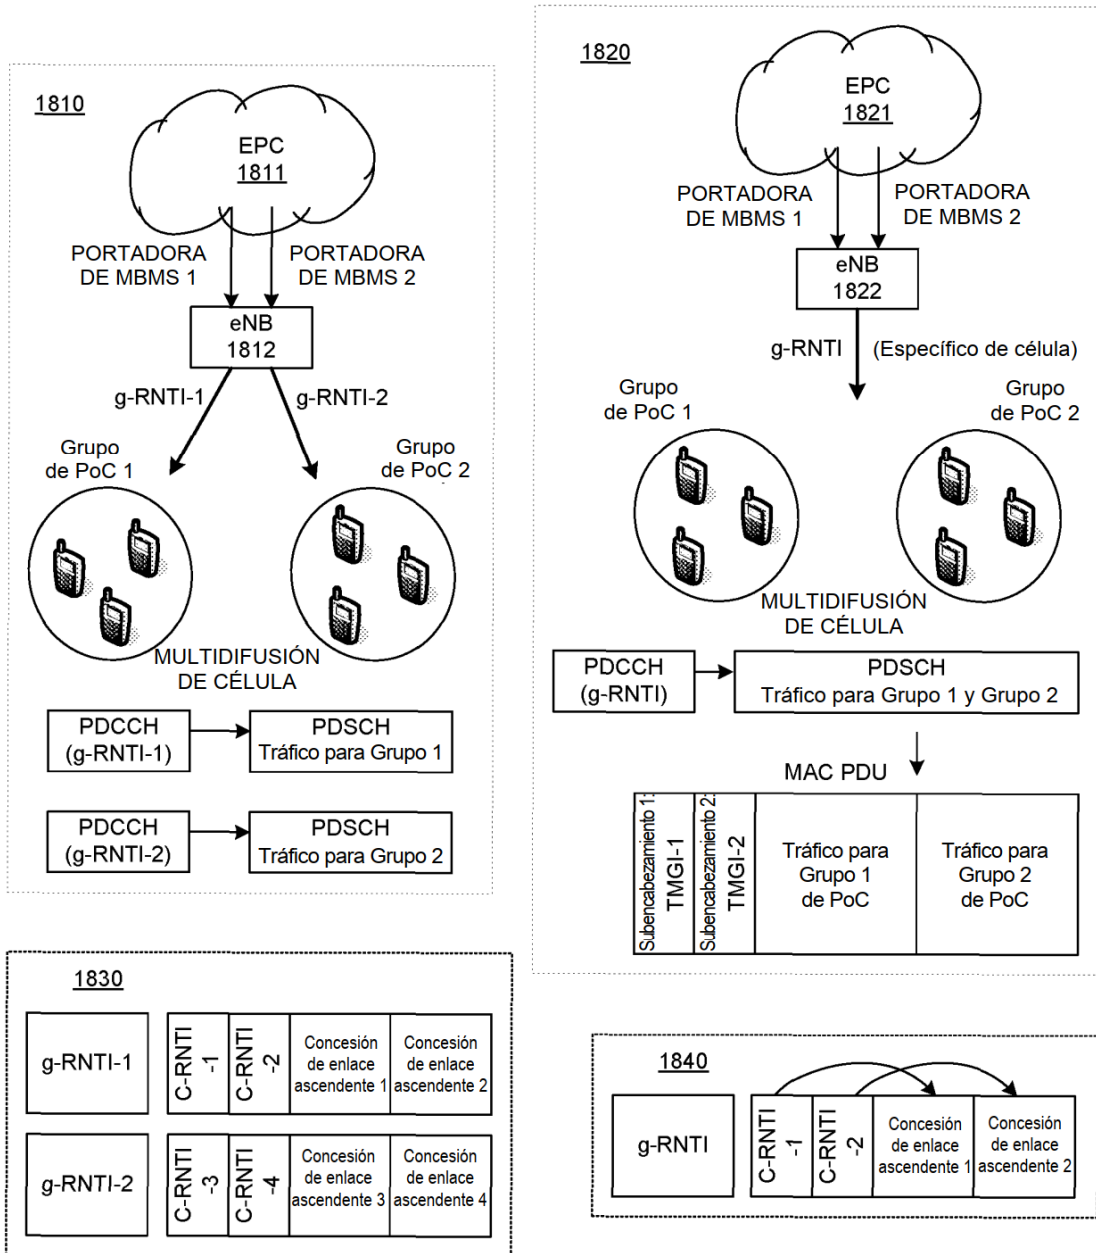 1810
EPC
1811
PORTADORA
DE MBMS 1
PORTADORA
DE MBMS 2
eNB
1812
g-RNTI-1
g-RNTI-2
Grupo
de PoC 1
Grupo
de PoC 2
MULTIDIFUSIÓN
DE CÉLULA
PDCCH
(g-RNTI-1)
PDSCH
Tráfico para Grupo 1
PDCCH
(g-RNTI-2)
PDSCH
Tráfico para Grupo 2
1820
EPC
1821
PORTADORA
DE MBMS 1
PORTADORA
DE MBMS 2
eNB
1822
g-RNTI
(Específico de célula)
Grupo
de PoC 1
Grupo
de PoC 2
MULTIDIFUSIÓN
DE CÉLULA
PDCCH
(g-RNTI)
PDSCH
Tráfico para Grupo 1 y Grupo 2
MAC PDU
Subencabezamiento 1:
TMGI-1
Subencabezamiento 2:
TMGI-2
Tráfico para
Grupo 1
de PoC
Tráfico para
Grupo 2
de PoC
1830
g-RNTI-1
C-RNTI
-1
C-RNTI
-2
Concesión
de enlace
ascendente 1
Concesión
de enlace
ascendente 2
g-RNTI-2
C-RNTI
-3
C-RNTI
-4
Concesión
de enlace
ascendente 3
Concesión
de enlace
ascendente 4
1840
g-RNTI
C-RNTI
-1
C-RNTI
-2
Concesión
de enlace
ascendente 1
Concesión
de enlace
ascendente 2